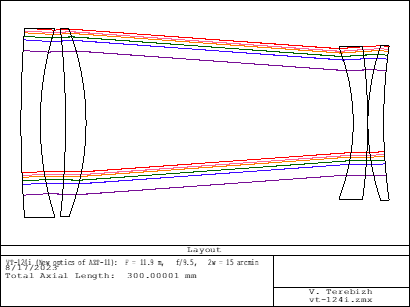 Layout
VT-124i (New optics of AXT-11): F = 11.9 m, f/9.5, 2w = 15 arcmin
8/17/2023
Total Axial Length: 300.00001 mm
V. Terebizh
vt-124i.zmx